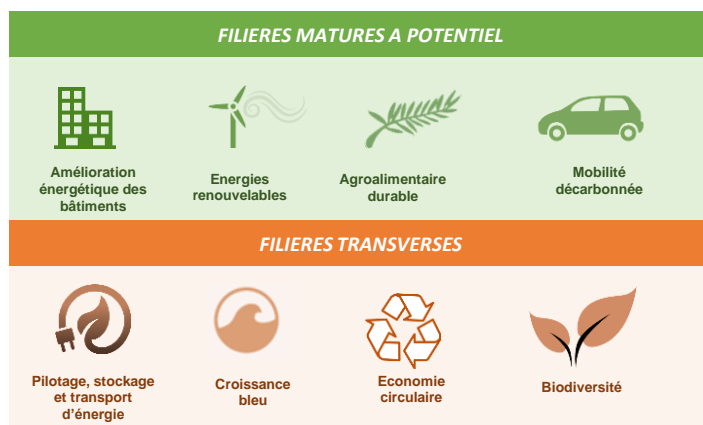 FILIERES MATURES A POTENTIEL
Amélioration
énergétique des
bâtiments
Energies
renouvelables
Agroalimentaire
durable
Mobilité
décarbonnée
FILIERES TRANSVERSES
Pilotage, stockage
et transport
d’énergie
Croissance
bleu
Economie
circulaire
Biodiversité